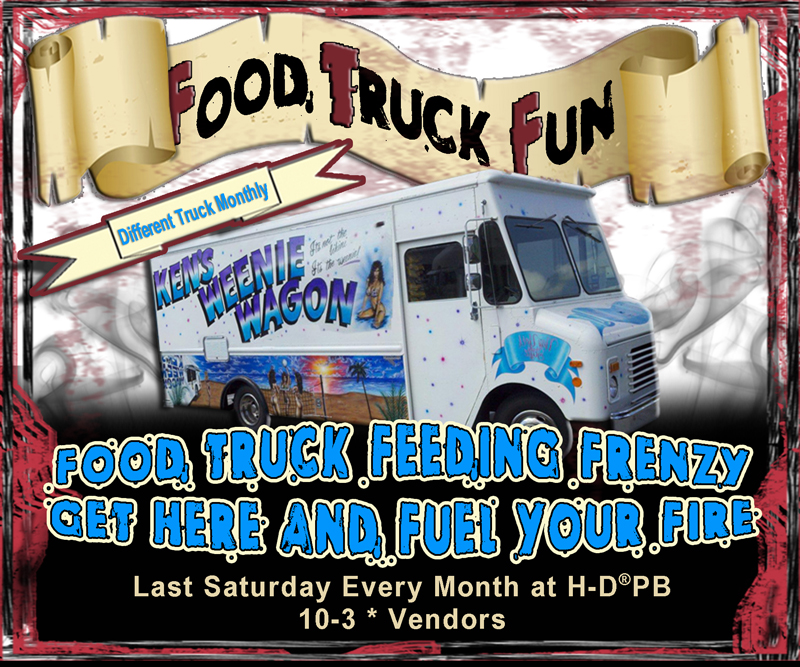 FOOD TRUCK FUN
Different Truck Monthly
KEN'S
WEENIE
WAGON
It's not the
It's the weenie!
FOOD TRUCK FEEDING FRENZY
GET HERE AND FUEL YOUR FIRE
Last Saturday Every Month at H-D®PB
10-3 * Vendors